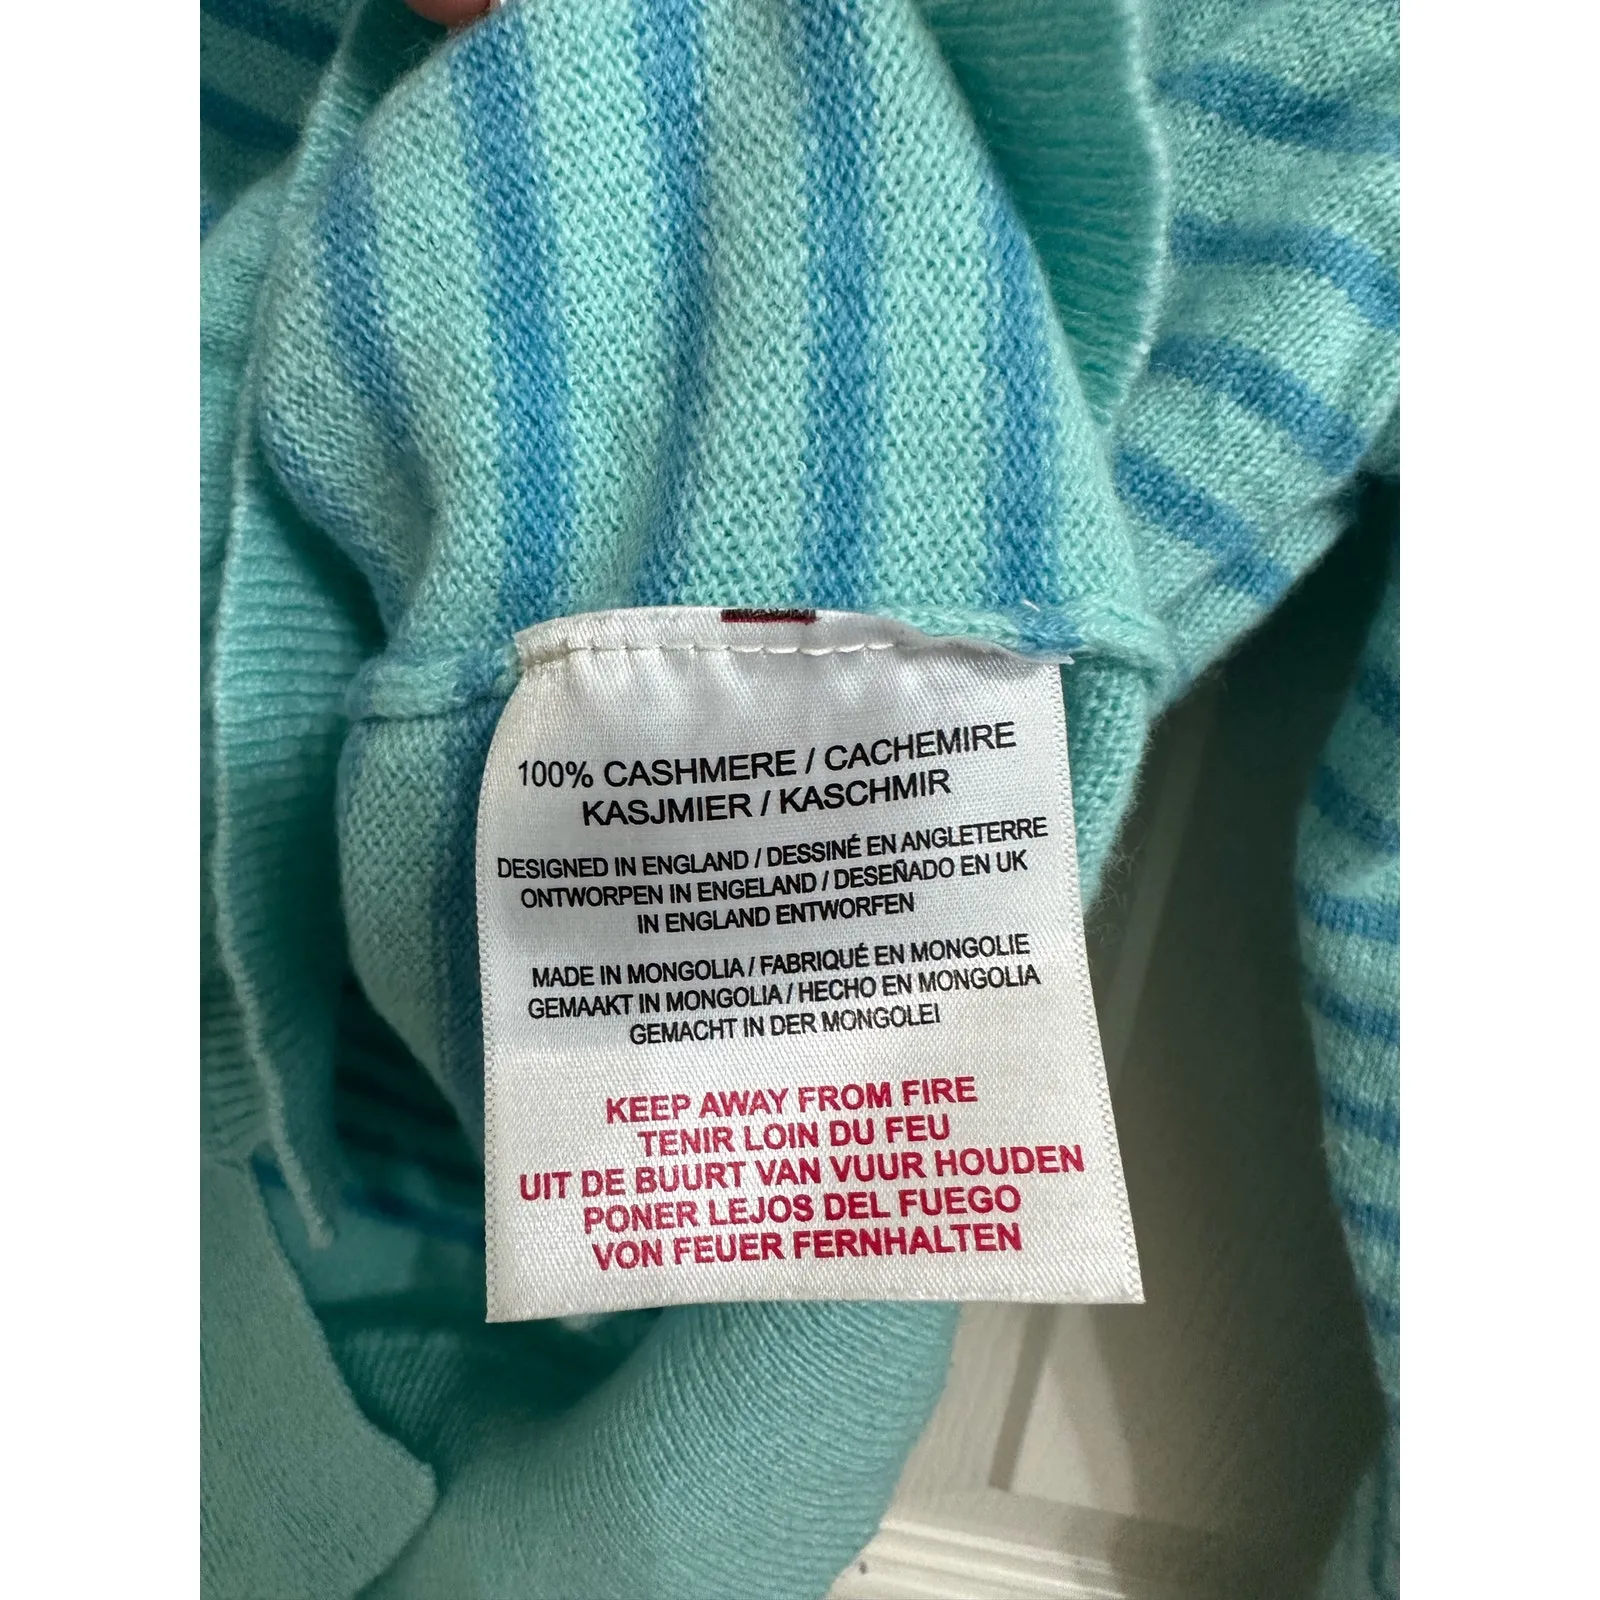 100% CASHMERE / CACHEMIRE
KASJMIER / KASCHMIR
DESIGNED IN ENGLAND / DESSINÉ EN ANGLETERRE
ONTWORPEN IN ENGELAND / DESEÑADO EN UK
IN ENGLAND ENTWORFEN
MADE IN MONGOLIA / FABRIQUÉ EN MONGOLIE
GEMAAKT IN MONGOLIA / HECHO EN MONGOLIA
GEMACHT IN DER MONGOLEI
KEEP AWAY FROM FIRE
TENIR LOIN DU FEU
UIT DE BUURT VAN VUUR HOUDEN
PONER LEJOS DEL FUEGO
VON FEUER FERNHALTEN